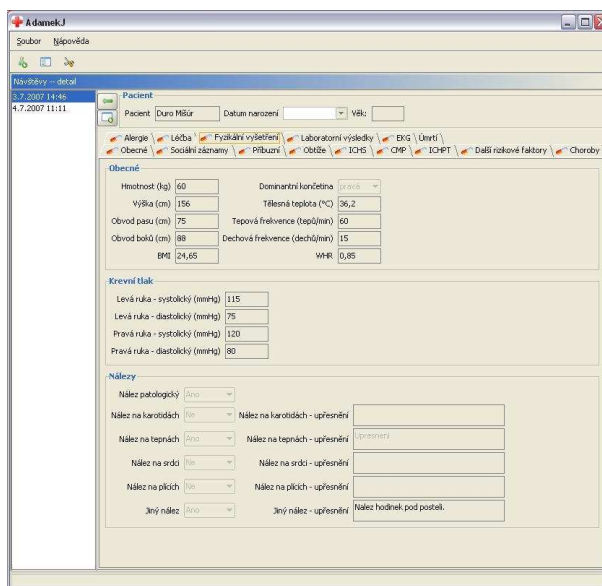 AdamekJ
Soubor Nápověda
Návštěvy -- detail
3.7.2007 14:46
4.7.2007 11:11
Pacient
Pacient Duro Mišúr Datum narození Věk:
Alergie Léčba Fyzikální vyšetření Laboratorní výsledky EKG Úmrtí
Obecné Sociální záznamy Příbuzní Obtíže ICHS CMP ICHPT Další rizikové faktory Choroby
Obecné
Hmotnost (kg) 60 Dominantní končetina pravá
Výška (cm) 156 Tělesná teplota (°C) 36,2
Obvod pasu (cm) 75 Tepová frekvence (tepů/min) 60
Obvod boků (cm) 88 Dechová frekvence (dechů/min) 15
BMI 24,65 WHR 0,85
Krevní tlak
Levá ruka - systolický (mmHg) 115
Levá ruka - diastolický (mmHg) 75
Pravá ruka - systolický (mmHg) 120
Pravá ruka - diastolický (mmHg) 80
Nálezy
Nález patologický Ano
Nález na karotidách Ne Nález na karotidách - upřesnění
Nález na tepnách Ano Nález na tepnách - upřesnění Upresneni
Nález na srdci Ne Nález na srdci - upřesnění
Nález na plicích Ne Nález na plicích - upřesnění
Jiný nález Ano Jiný nález - upřesnění Nalez hodinek pod posteli.